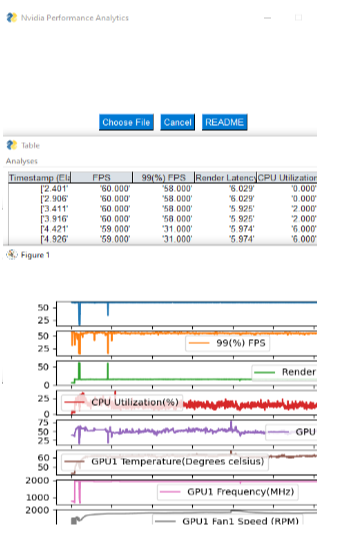 Nvidia Performance Analytics
Choose File Cancel README
Table
Analyses
Timestamp (Ela FPS 99(%) FPS Render Latency CPU Utilization
['2.401' '60.000' '58.000' '6.029' '0.000'
['2.906' '60.000' '58.000' '6.029' '0.000'
['3.411' '60.000' '58.000' '5.925' '2.000'
['3.916' '60.000' '58.000' '5.925' '2.000'
['4.421' '59.000' '31.000' '5.974' '6.000'
['4.926' '59.000' '31.000' '5.974' '6.000'
Figure 1
50
25
50
25
99(%) FPS
50
0
Render
25
0
CPU Utilization(%)
75
50
25
GPU
60
50
GPU1 Temperature(Degrees celsius)
2000
1000
GPU1 Frequency(MHz)
2000
GPU1 Fan1 Speed (RPM)